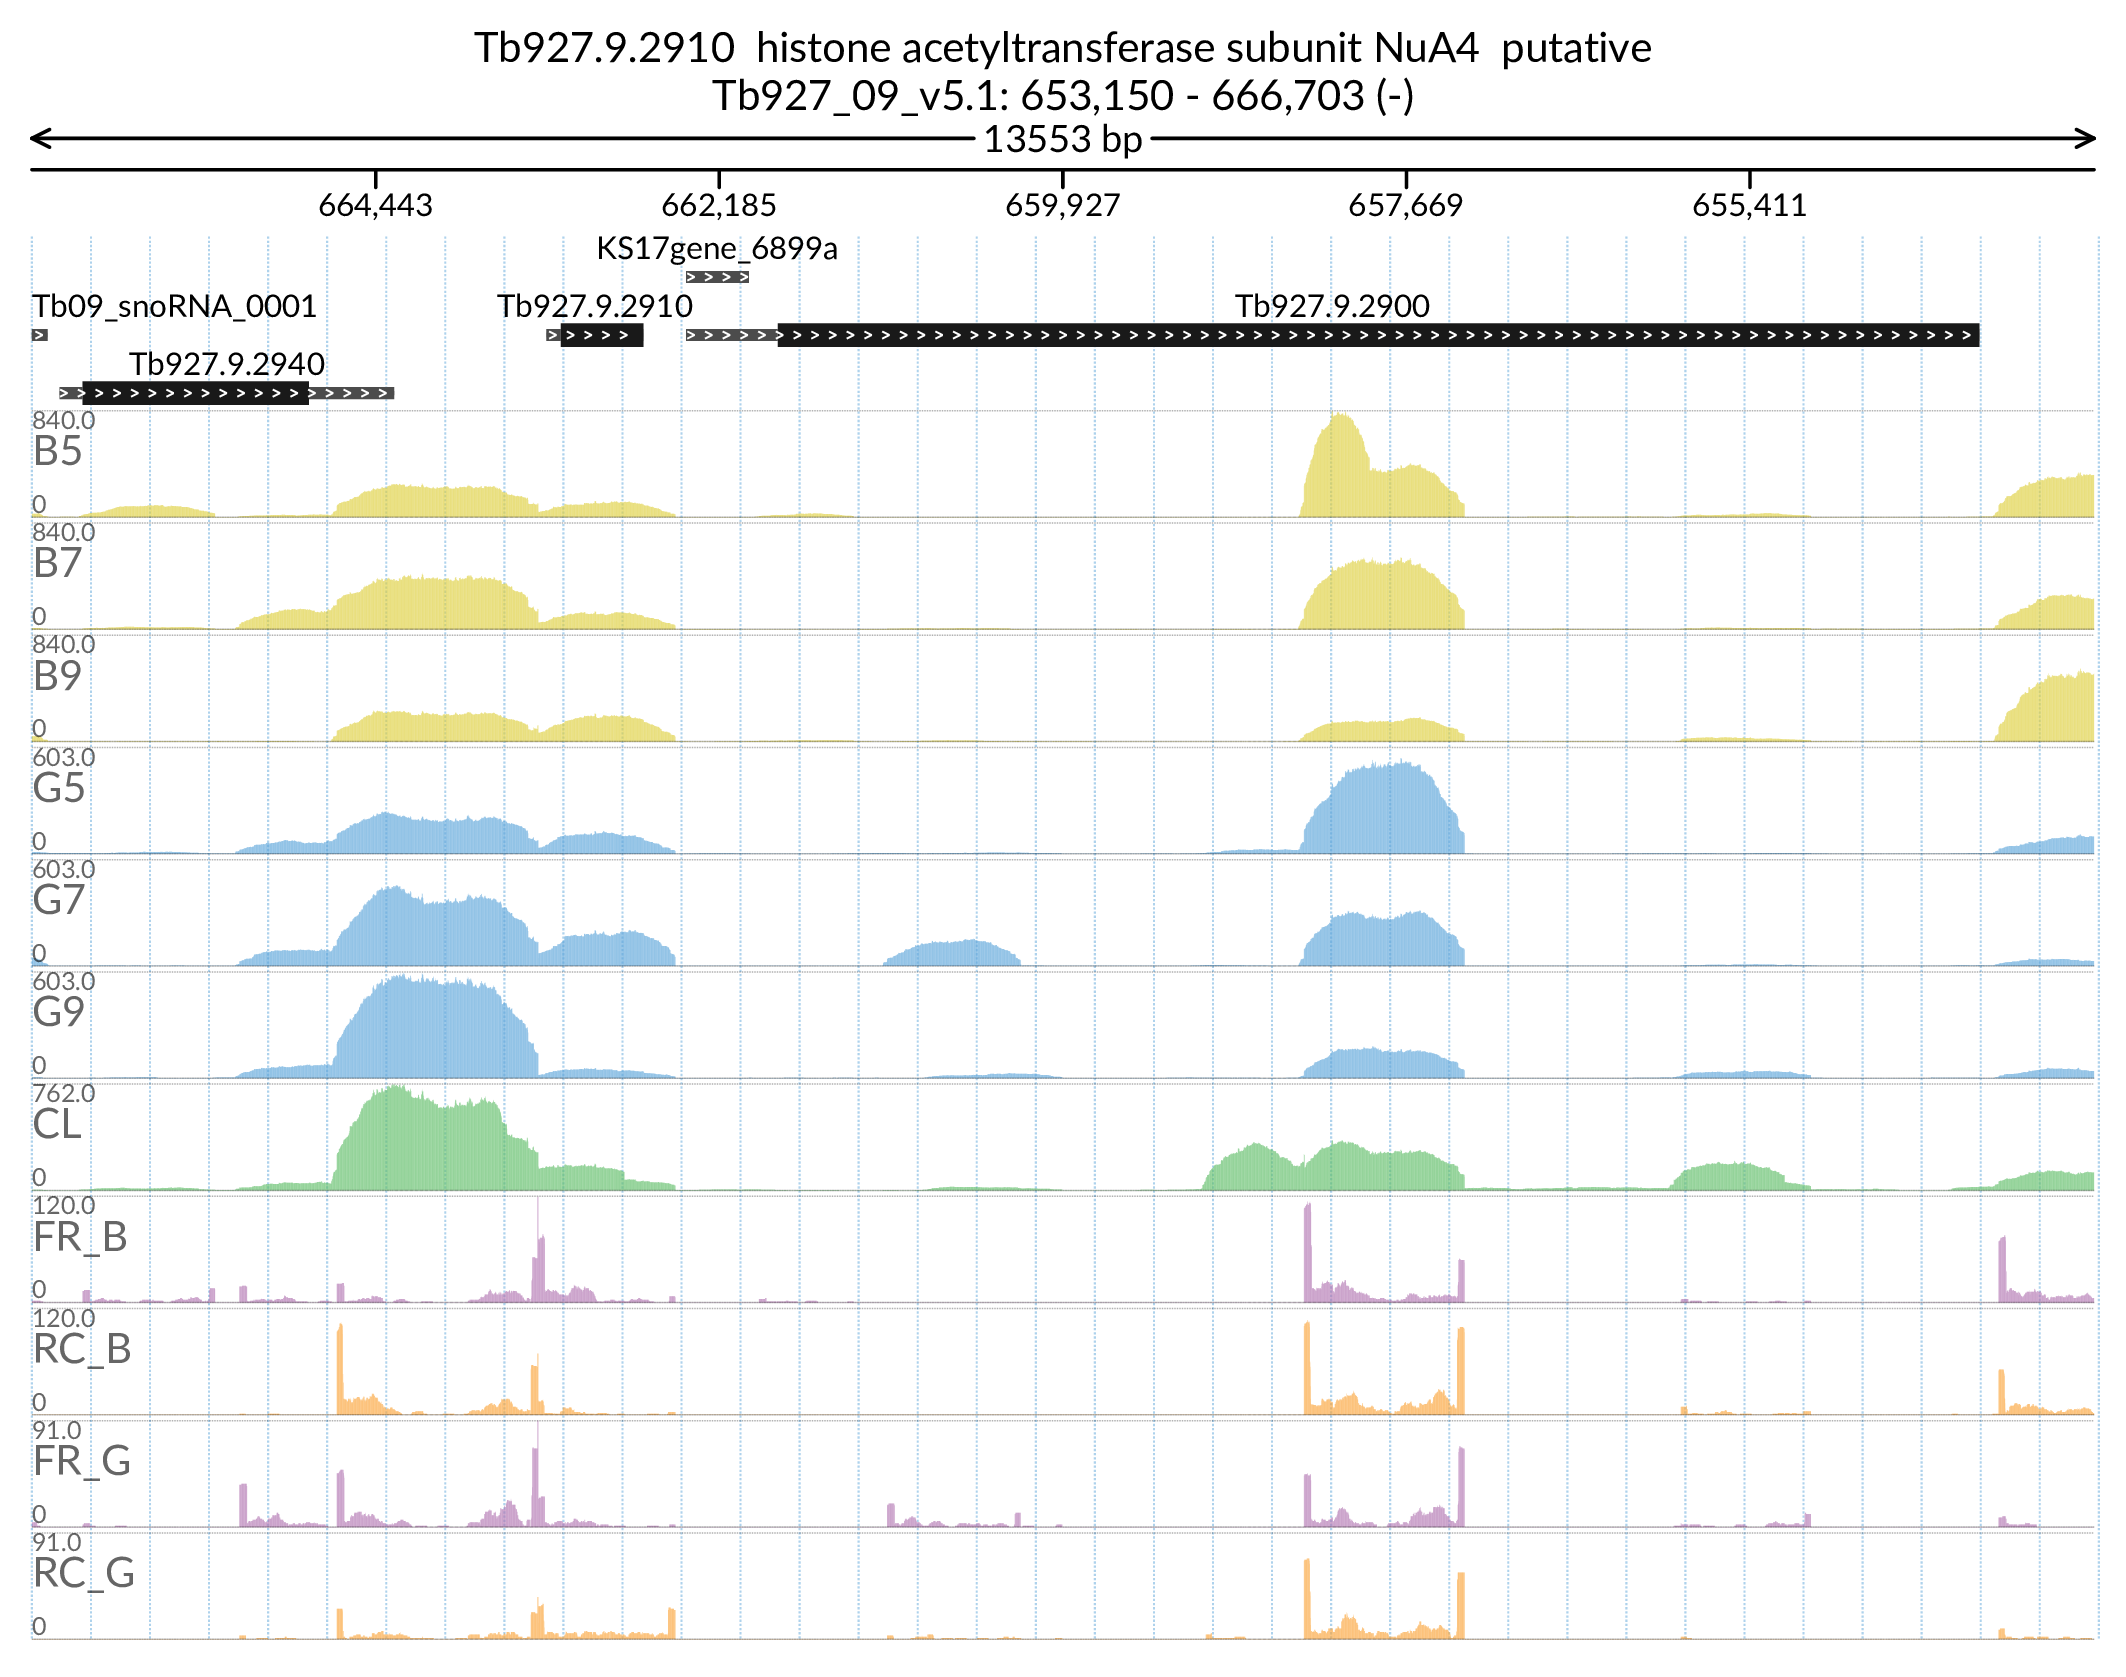 Tb927.9.2910  histone acetyltransferase subunit NuA4  putative
Tb927_09_v5.1: 653,150 - 666,703 (-)
13553 bp
664,443 662,185 659,927 657,669 655,411
KS17gene_6899a
Tb09_snoRNA_0001 Tb927.9.2910 Tb927.9.2900
Tb927.9.2940
840.0
B5
0
840.0
B7
0
840.0
B9
0
603.0
G5
0
603.0
G7
0
603.0
G9
0
762.0
CL
0
120.0
FR_B
0
120.0
RC_B
0
91.0
FR_G
0
91.0
RC_G
0